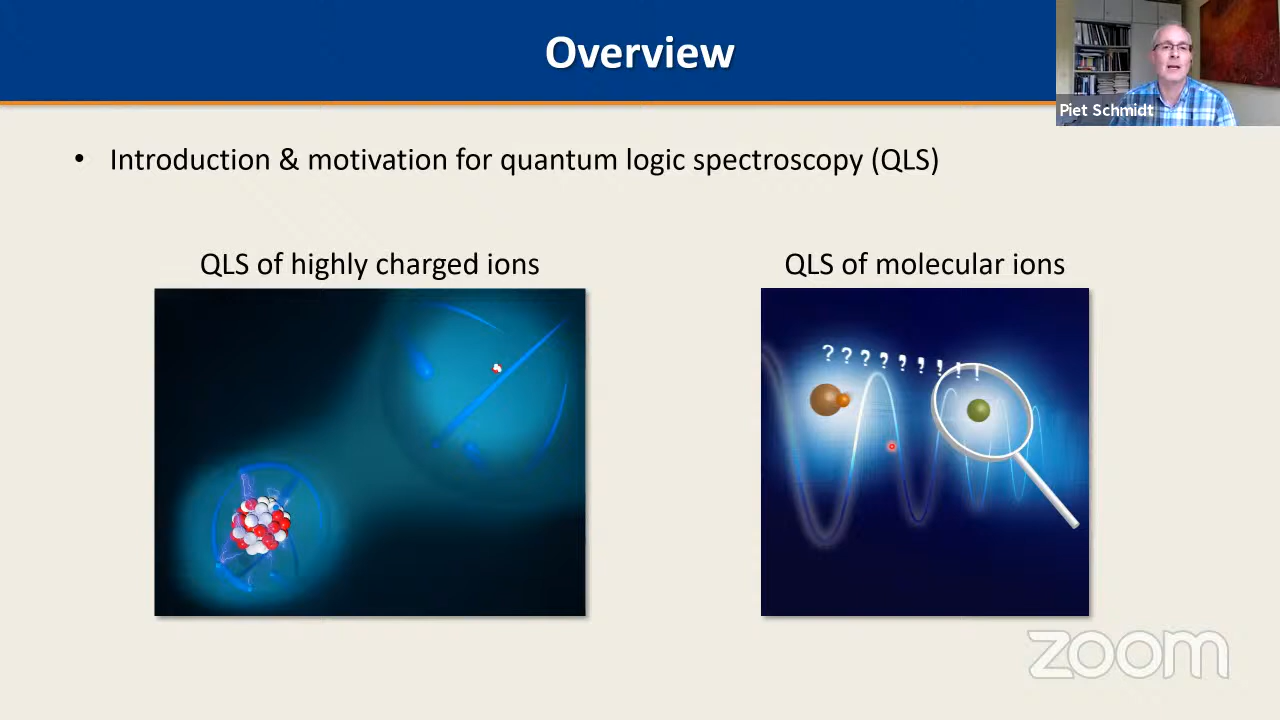 Overview
Piet Schmidt
• Introduction & motivation for quantum logic spectroscopy (QLS)
QLS of highly charged ions
QLS of molecular ions
? ? ? ? ? ? ! ! !
zoom